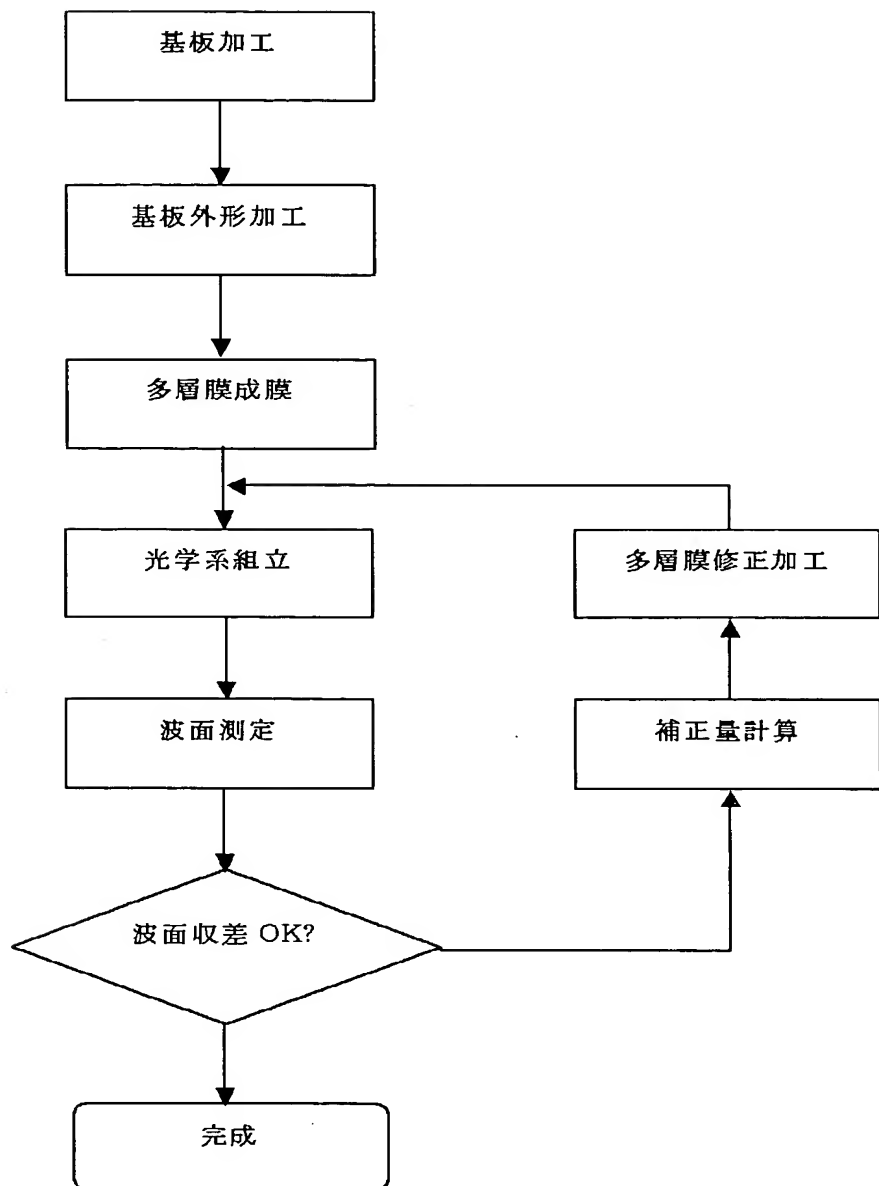 基板加工
基板外形加工
多層膜成膜
光学系組立
多層膜修正加工
波面測定
補正量計算
波面収差 OK?
完成